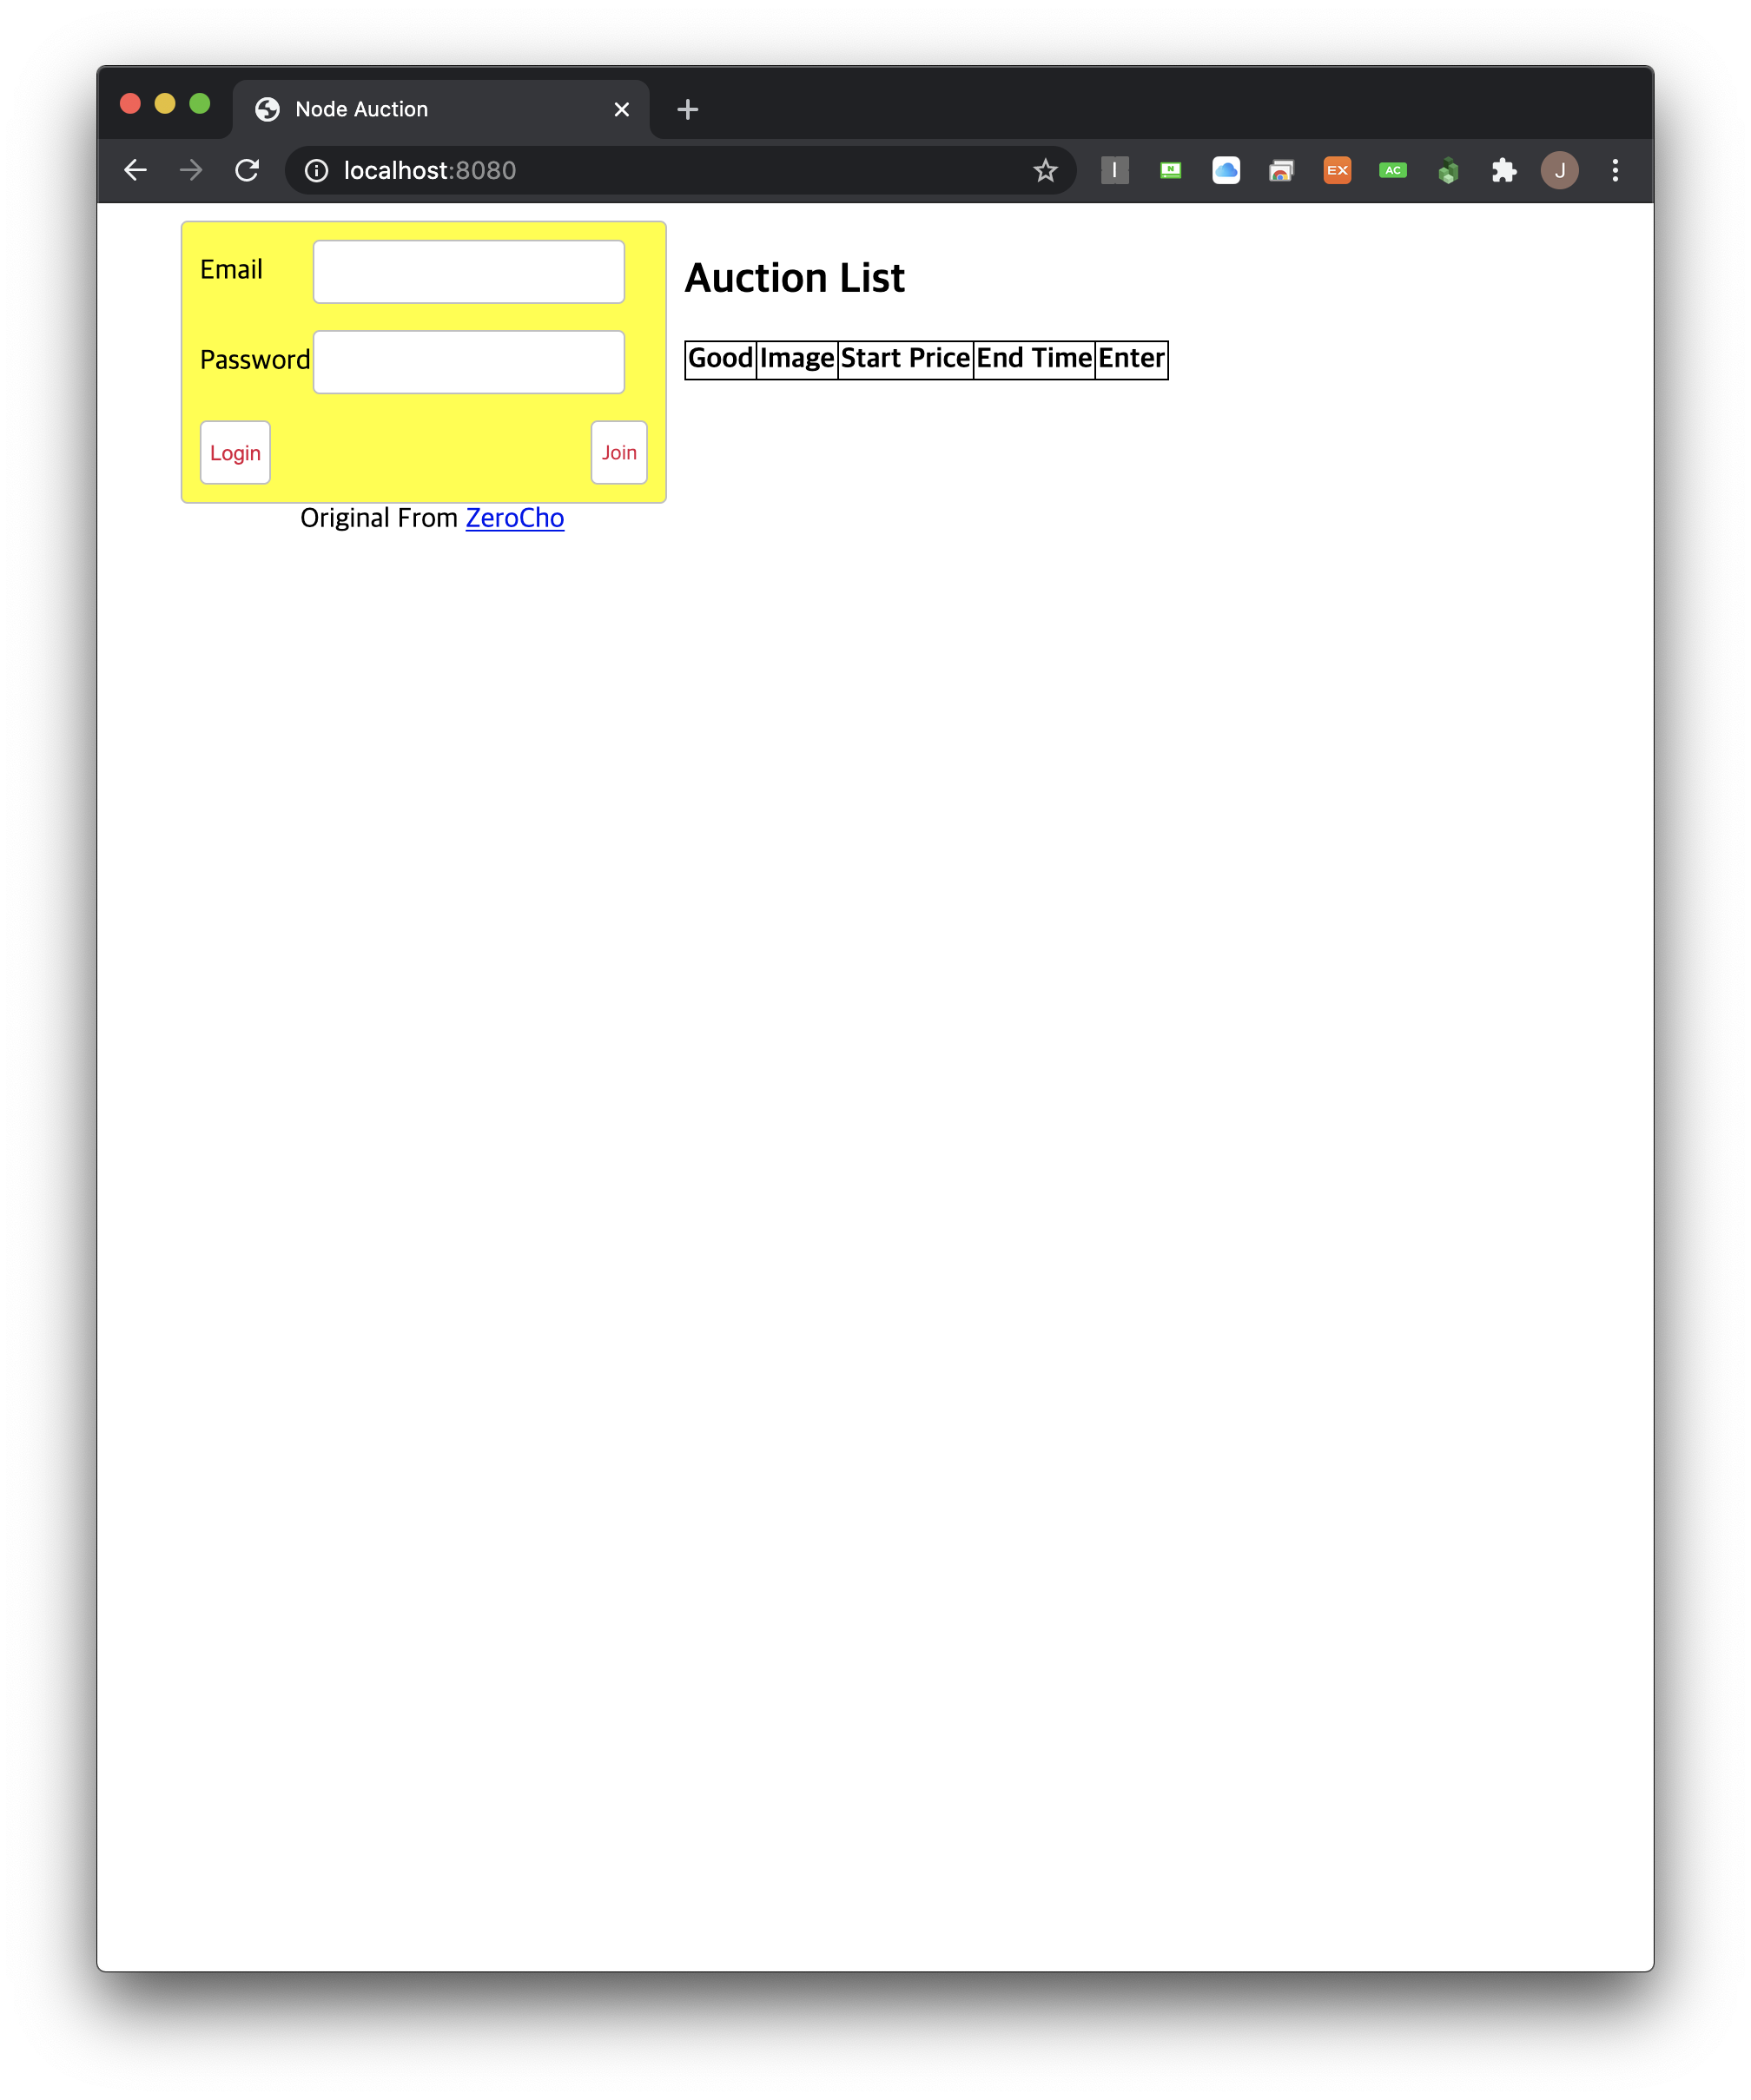 Node Auction
localhost:8080
N
EX
AC
J
Email
Password
Login
Join
Original From ZeroCho
Auction List
Good Image Start Price End Time Enter